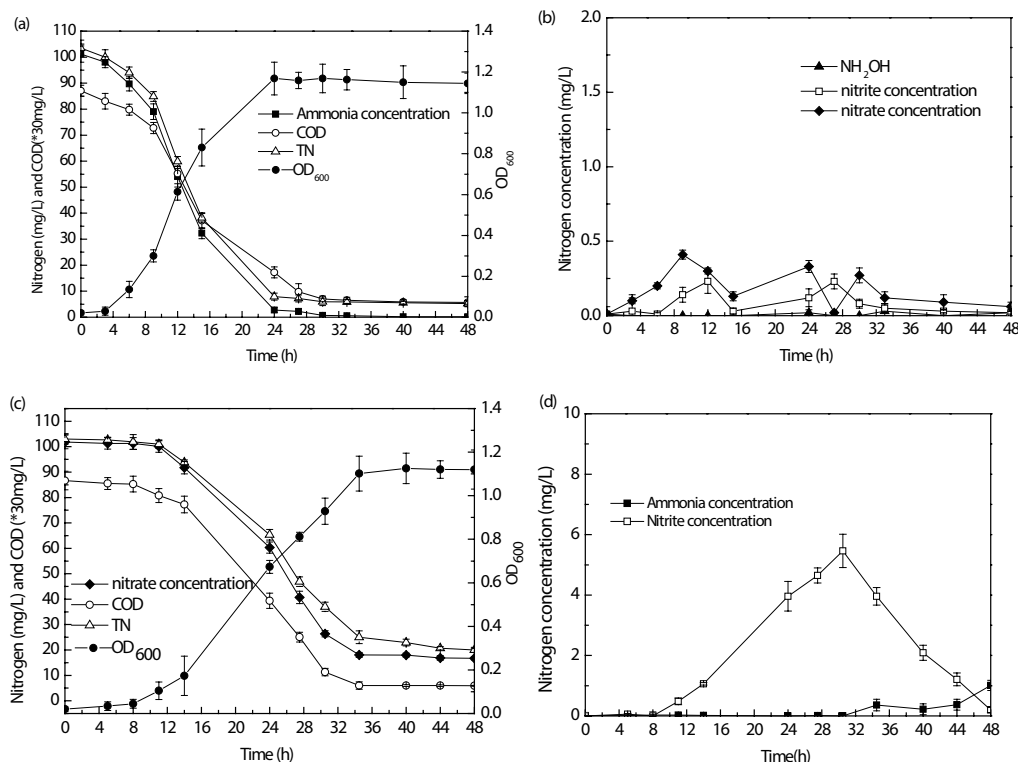 (a)
110
100
90
80
70
60
50
40
30
20
10
0
Nitrogen (mg/L) and COD(*30mg/L)
Ammonia concentration
COD
TN
OD600
1.4
1.2
1.0
0.8
0.6
0.4
0.2
0.0
OD600
0 4 8 12 16 20 24 28 32 36 40 44 48
Time (h)
(b)
2.0
1.5
1.0
0.5
0.0
Nitrogen concentration (mg/L)
NH2OH
nitrite concentration
nitrate concentration
0 4 8 12 16 20 24 28 32 36 40 44 48
Time (h)
(c)
110
100
90
80
70
60
50
40
30
20
10
0
Nitrogen (mg/L) and COD (*30mg/L)
nitrate concentration
COD
TN
OD600
1.4
1.2
1.0
0.8
0.6
0.4
0.2
0.0
OD600
0 4 8 12 16 20 24 28 32 36 40 44 48
Time (h)
(d)
10
8
6
4
2
0
Nitrogen concentration (mg/L)
Ammonia concentration
Nitrite concentration
0 4 8 12 16 20 24 28 32 36 40 44 48
Time(h)